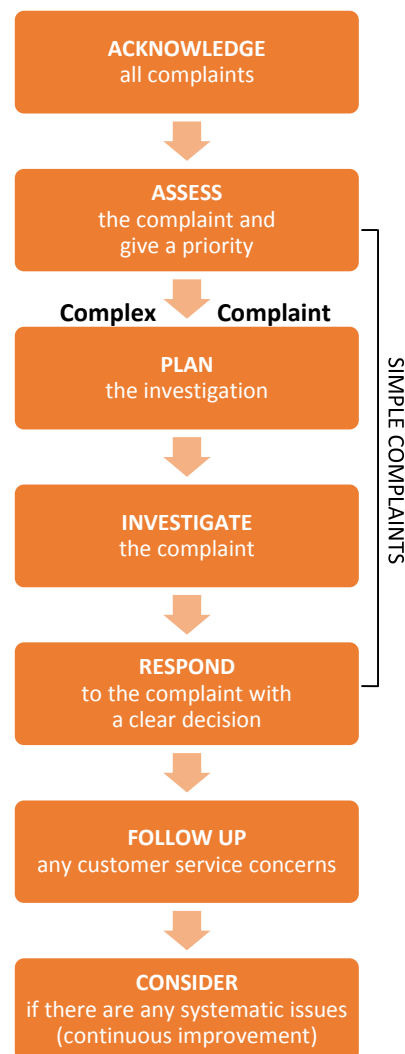 ACKNOWLEDGE
all complaints
ASSESS
the complaint and
give a priority
Complex Complaint
PLAN
the investigation
INVESTIGATE
the complaint
RESPOND
to the complaint with
a clear decision
SIMPLE COMPLAINTS
FOLLOW UP
any customer service concerns
CONSIDER
if there are any systematic issues
(continuous improvement)